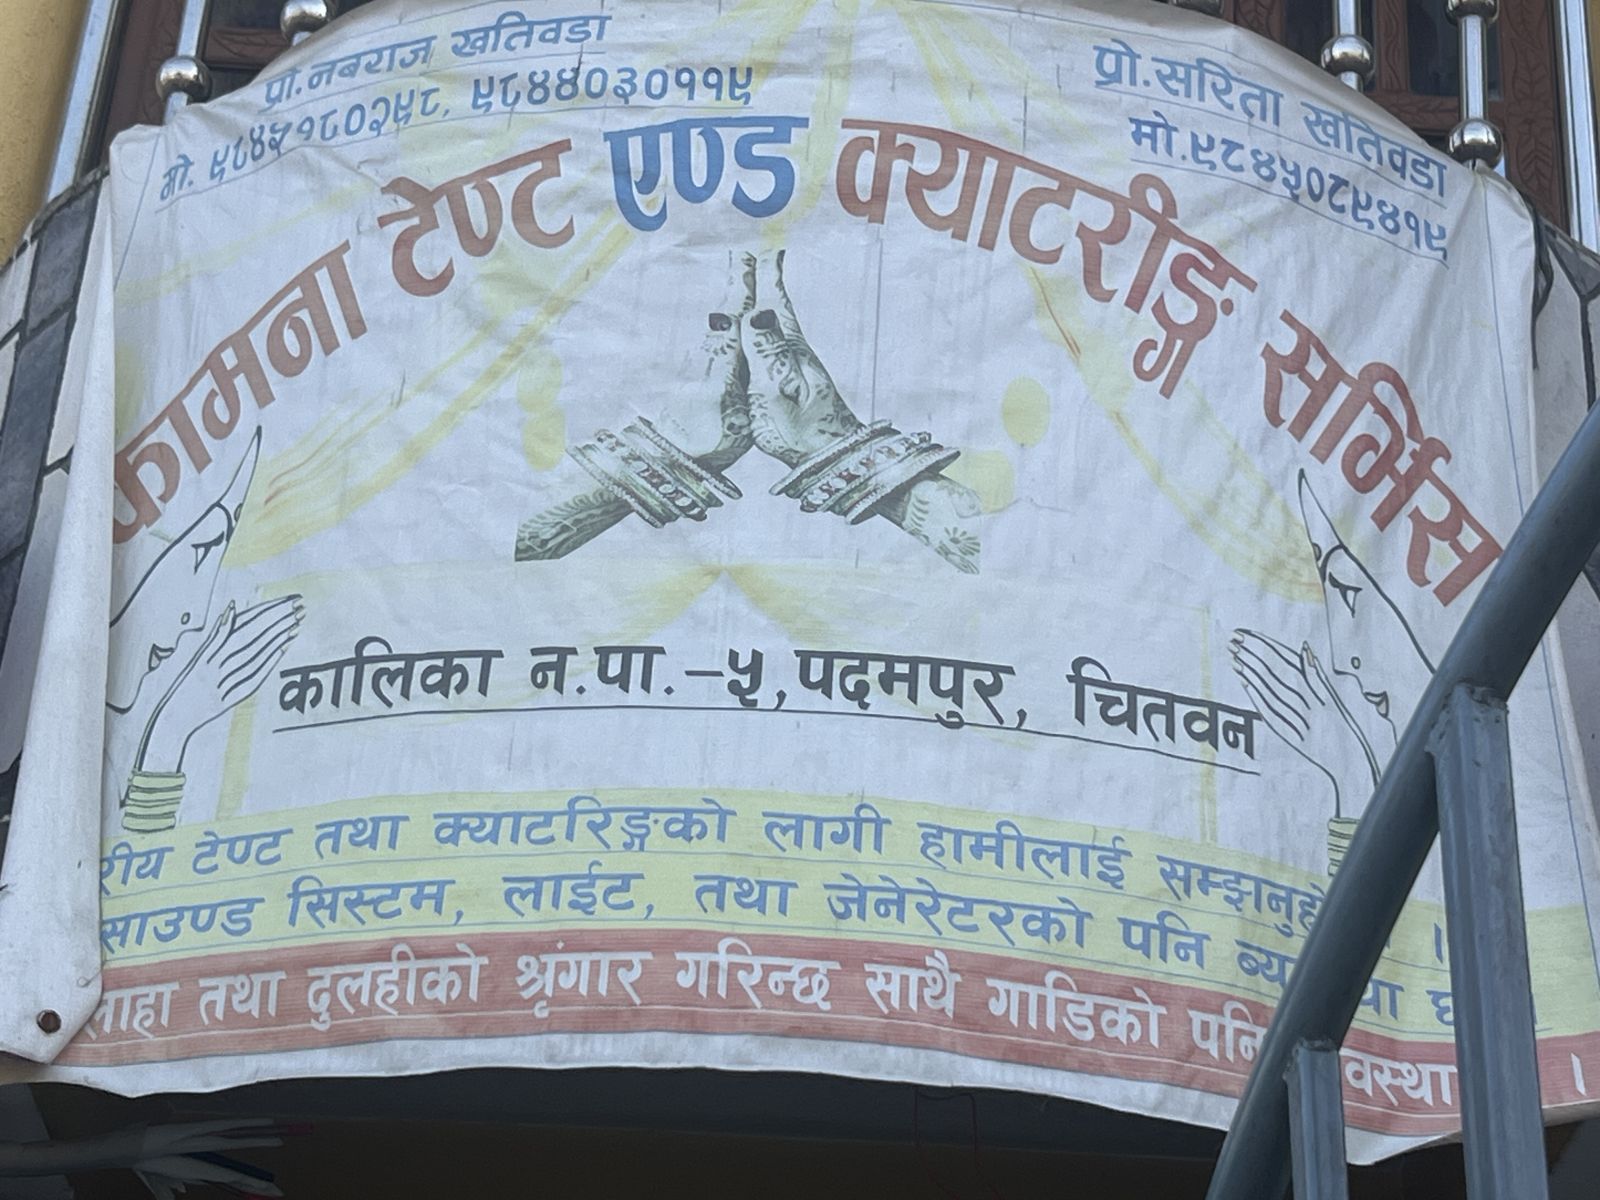 प्रो.नबराज खतिवडा
मो. ९८४५१८०२९८, ९८४४०३०११९
प्रो.सरिता खतिवडा
मो.९८४५०८९४१९
कामना टेण्ट एण्ड क्याटरीङ्ग सर्भिस
कालिका न.पा.-५,पदमपुर, चितवन
रीय टेण्ट तथा क्याटरिङ्गको लागी हामीलाई सम्झनुहो ।
साउण्ड सिस्टम, लाईट, तथा जेनेरेटरको पनि
तथा दुलहीको श्रृंगार गरिन्छ साथै गाडिको पनि ।